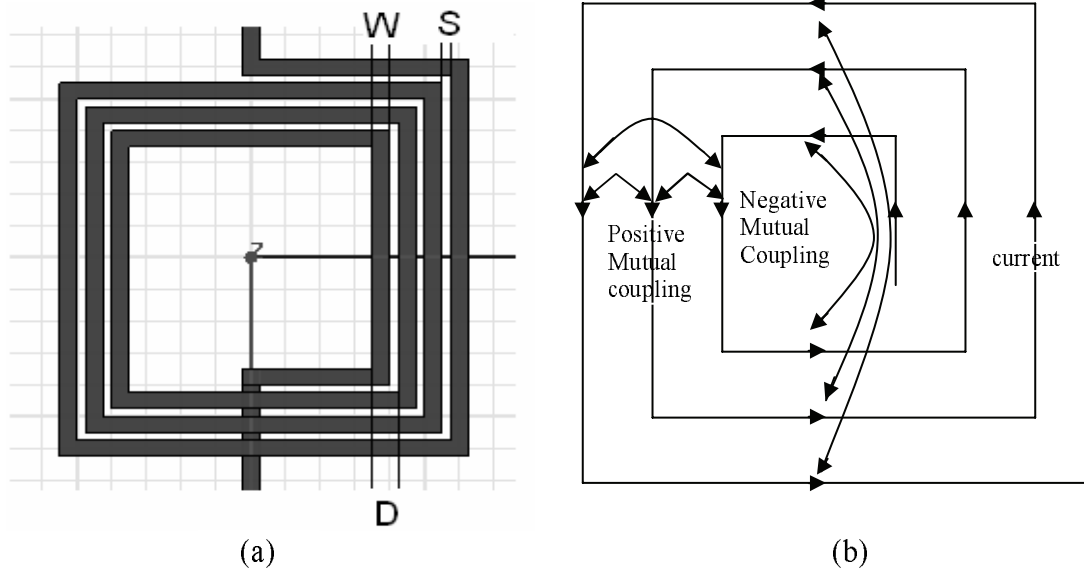 W
S
Z
D
(a)
Positive
Mutual
coupling
Negative
Mutual
Coupling
current
(b)